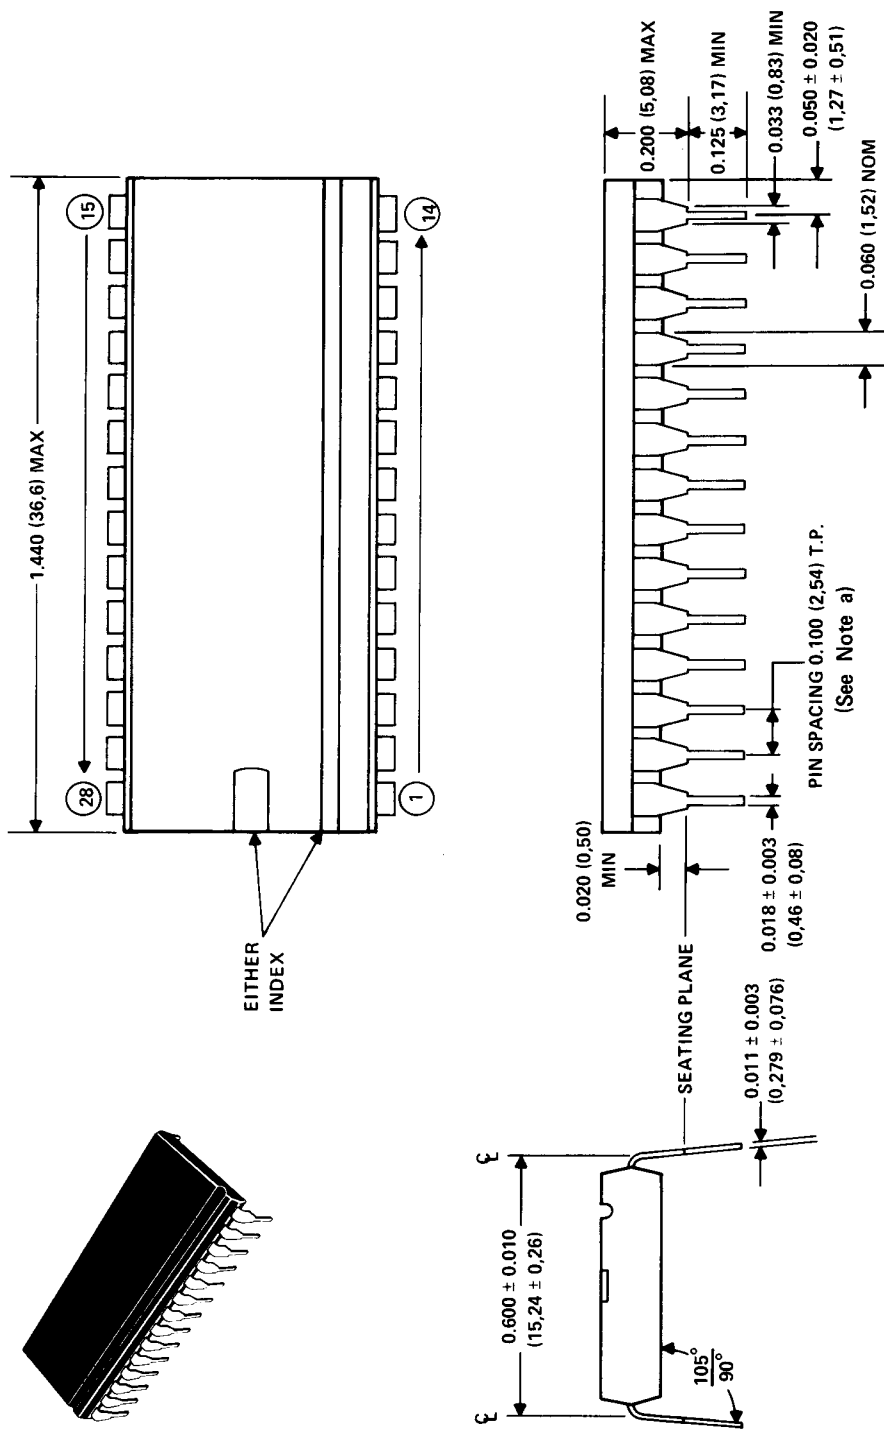 1.440 (36,6) MAX
28
15
1
14
EITHER
INDEX
℄
℄
0.600 ± 0.010
(15,24 ± 0,26)
105°
90°
SEATING PLANE
0.011 ± 0.003
(0,279 ± 0,076)
0.020 (0,50)
MIN
0.018 ± 0.003
(0,46 ± 0,08)
PIN SPACING 0.100 (2,54) T.P.
(See Note a)
0.060 (1,52) NOM
0.200 (5,08) MAX
0.125 (3,17) MIN
0.033 (0,83) MIN
0.050 ± 0.020
(1,27 ± 0,51)